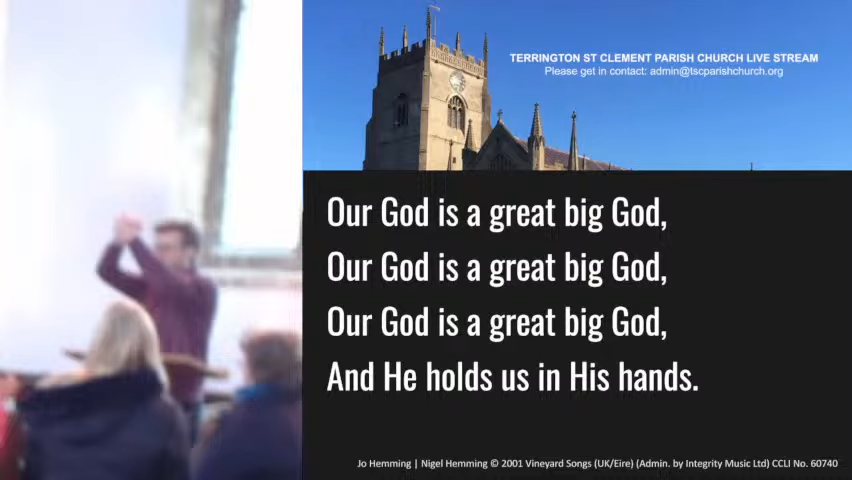 TERRINGTON ST CLEMENT PARISH CHURCH LIVE STREAM
Please get in contact: admin@tscparishchurch.org
Our God is a great big God,
Our God is a great big God,
Our God is a great big God,
And He holds us in His hands.
Jo Hemming | Nigel Hemming © 2001 Vineyard Songs (UK/Eire) (Admin. by Integrity Music Ltd) CCLI No. 60740